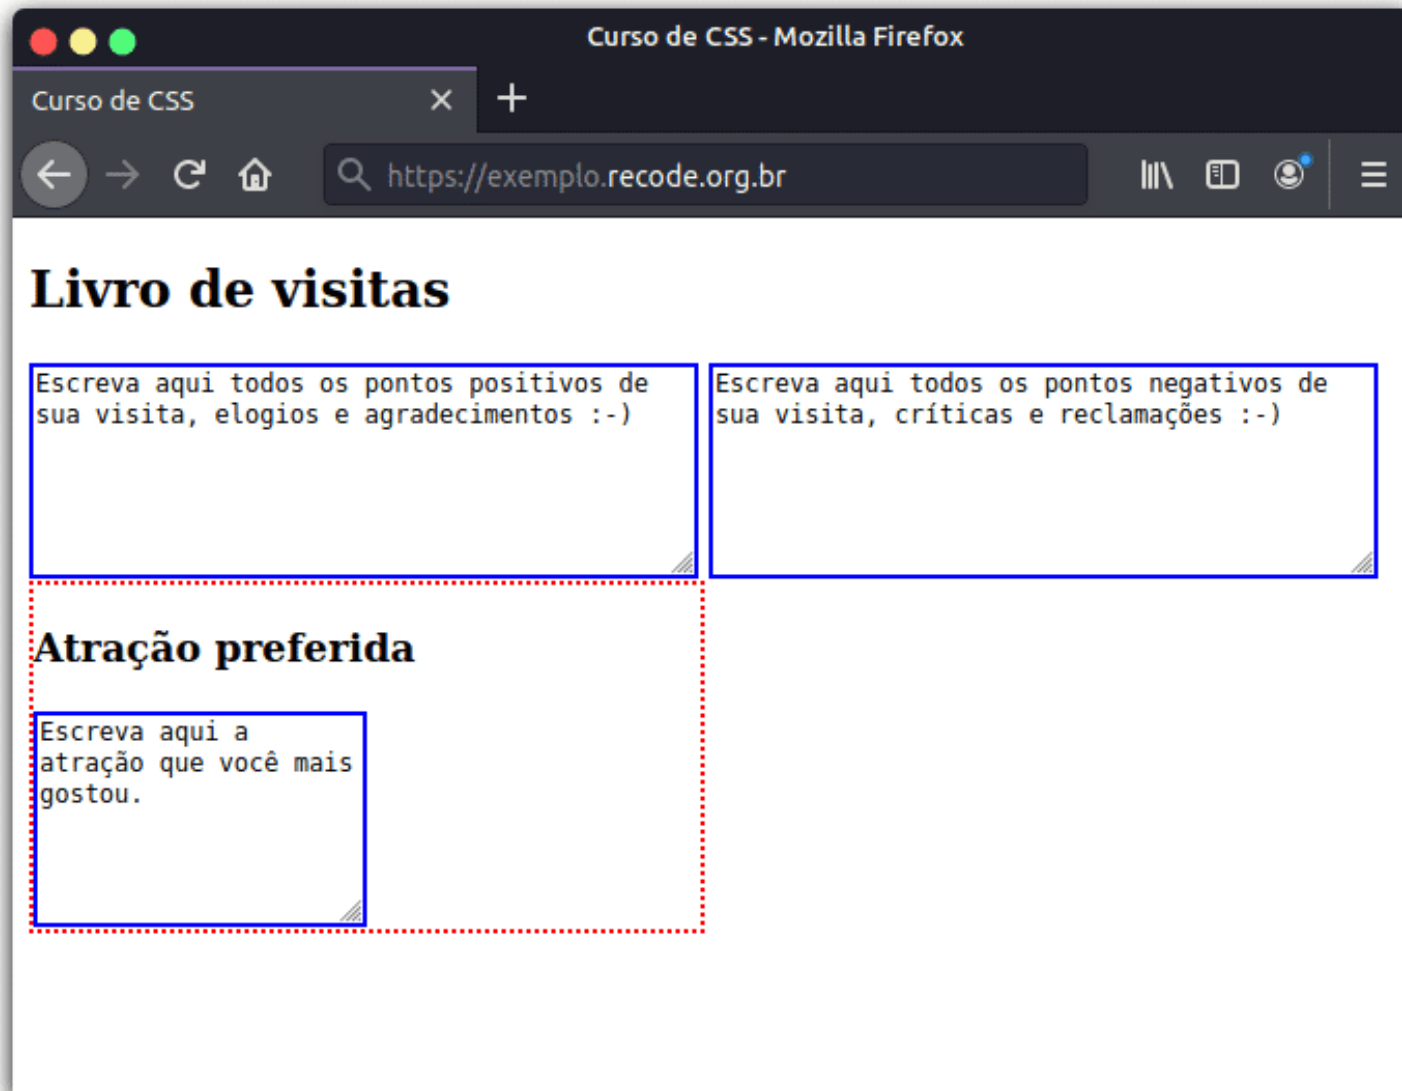 Curso de CSS - Mozilla Firefox
Curso de CSS
https://exemplo.recode.org.br
Livro de visitas
Escreva aqui todos os pontos positivos de
sua visita, elogios e agradecimentos :-)
Escreva aqui todos os pontos negativos de
sua visita, críticas e reclamações :-)
Atração preferida
Escreva aqui a
atração que você mais
gostou.